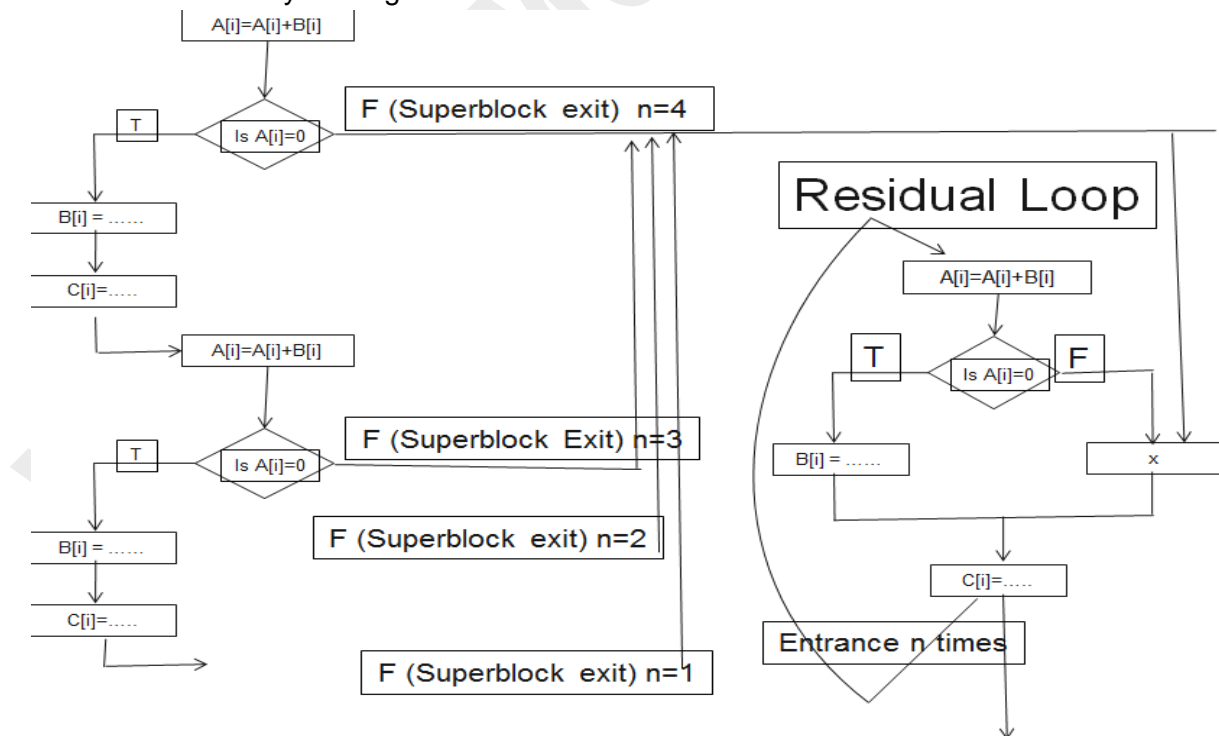 A[i]=A[i]+B[i]
F (Superblock exit) n=4
T
Is A[i]=0
Residual Loop
B[i] = ......
C[i]=.....
A[i]=A[i]+B[i]
A[i]=A[i]+B[i]
T
Is A[i]=0
F
F (Superblock Exit) n=3
T
Is A[i]=0
B[i] = ......
x
F (Superblock exit) n=2
B[i] = ......
C[i]=.....
C[i]=.....
Entrance n times
F (Superblock exit) n=1